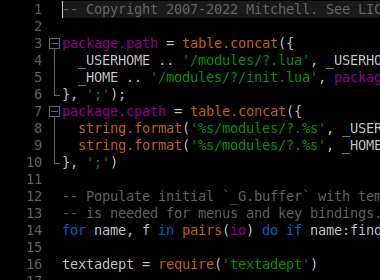 1 -- Copyright 2007-2022 Mitchell. See LIC
2
3 package.path = table.concat({
4 _USERHOME .. '/modules/?.lua', _USERHO
5 _HOME .. '/modules/?/init.lua', packag
6 }, ';');
7 package.cpath = table.concat({
8 string.format('%s/modules/?.%s', _USE
9 string.format('%s/modules/?.%s', _HOM
10 }, ';')
11
12 -- Populate initial `_G.buffer` with tem
13 -- is needed for menus and key bindings.
14 for name, f in pairs(io) do if name:find
15
16 textadept = require('textadept')